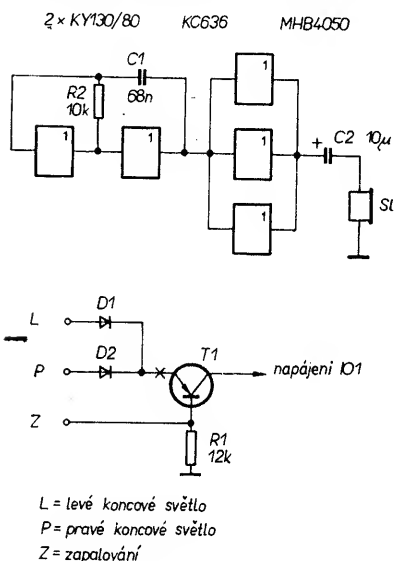 2 × KY130/80 KC636 MHB4050
C1
68n
R2
10k
1
1
1
1
1
+ C2 10µ
Sl
D1
L
D2
P
T1
napájení IO1
Z
R1
12k
L = levé koncové světlo
P = pravé koncové světlo
Z = zapalování